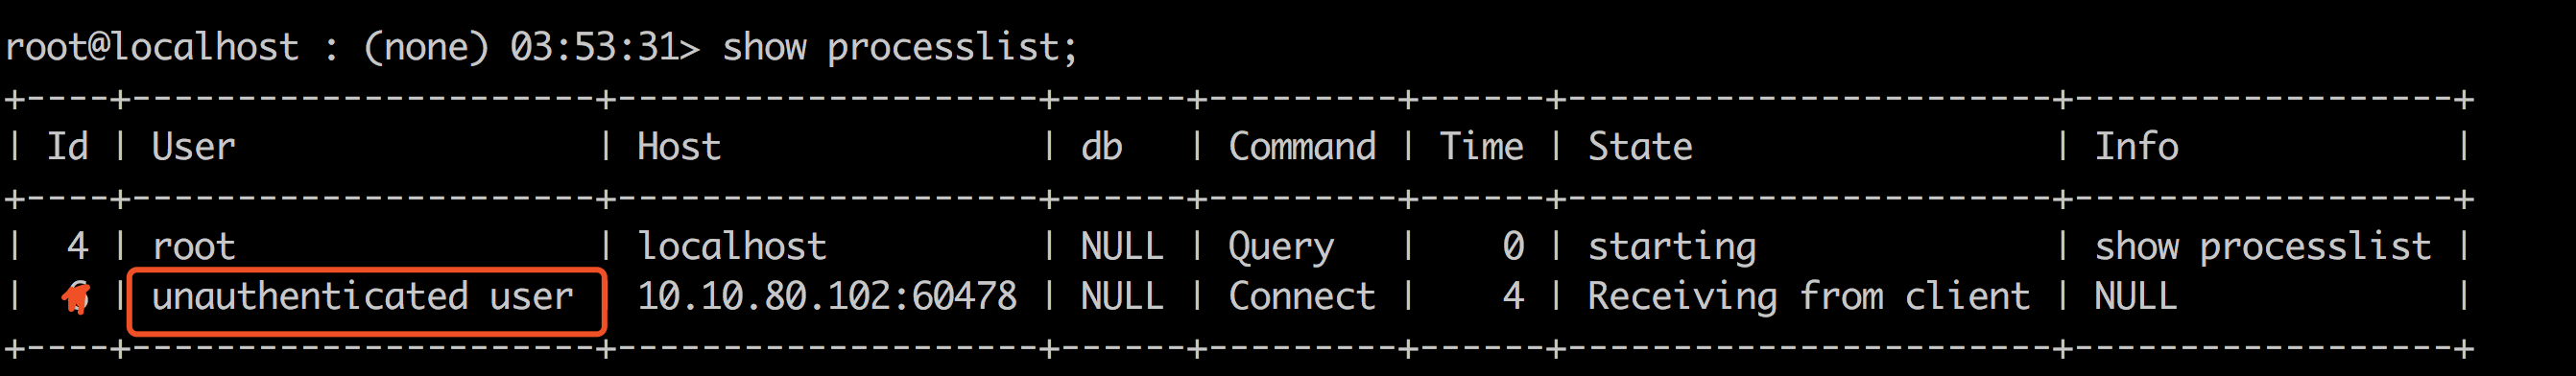 root@localhost : (none) 03:53:31> show processlist;
+----+----------------------+--------------------+------+---------+------+-----------------------+------------------+
| Id | User                 | Host               | db   | Command | Time | State                 | Info             |
+----+----------------------+--------------------+------+---------+------+-----------------------+------------------+
|  4 | root                 | localhost          | NULL | Query   |    0 | starting              | show processlist |
|    | unauthenticated user | 10.10.80.102:60478 | NULL | Connect |    4 | Receiving from client | NULL             |
+----+----------------------+--------------------+------+---------+------+-----------------------+------------------+